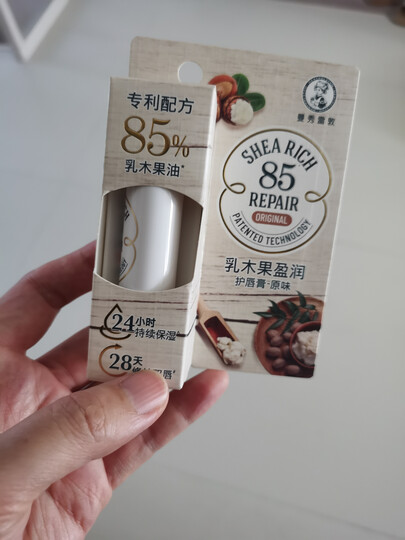 专利配方
85%
乳木果油*
24小时
持续保湿
28天
曼秀雷敦
SHEA RICH
85
REPAIR
ORIGINAL
PATENTED TECHNOLOGY
乳木果盈润
护唇膏·原味
RICH